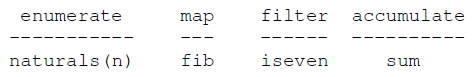 enumerate map filter accumulate
----------- --- ------ ----------
naturals(n) fib iseven sum